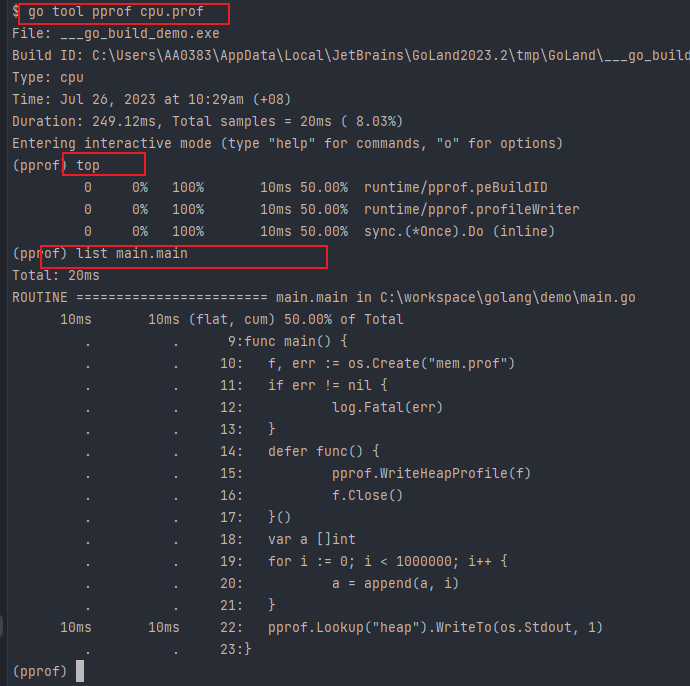 $ go tool pprof cpu.prof
File: ___go_build_demo.exe
Build ID: C:\Users\AA0383\AppData\Local\JetBrains\GoLand2023.2\tmp\GoLand\___go_build
Type: cpu
Time: Jul 26, 2023 at 10:29am (+08)
Duration: 249.12ms, Total samples = 20ms ( 8.03%)
Entering interactive mode (type "help" for commands, "o" for options)
(pprof) top
         0     0%   100%       10ms 50.00%  runtime/pprof.peBuildID
         0     0%   100%       10ms 50.00%  runtime/pprof.profileWriter
         0     0%   100%       10ms 50.00%  sync.(*Once).Do (inline)
(pprof) list main.main
Total: 20ms
ROUTINE ======================== main.main in C:\workspace\golang\demo\main.go
      10ms       10ms (flat, cum) 50.00% of Total
         .          .      9:func main() {
         .          .     10:   f, err := os.Create("mem.prof")
         .          .     11:   if err != nil {
         .          .     12:           log.Fatal(err)
         .          .     13:   }
         .          .     14:   defer func() {
         .          .     15:           pprof.WriteHeapProfile(f)
         .          .     16:           f.Close()
         .          .     17:   }()
         .          .     18:   var a []int
         .          .     19:   for i := 0; i < 1000000; i++ {
         .          .     20:           a = append(a, i)
         .          .     21:   }
      10ms       10ms     22:   pprof.Lookup("heap").WriteTo(os.Stdout, 1)
         .          .     23:}
(pprof)